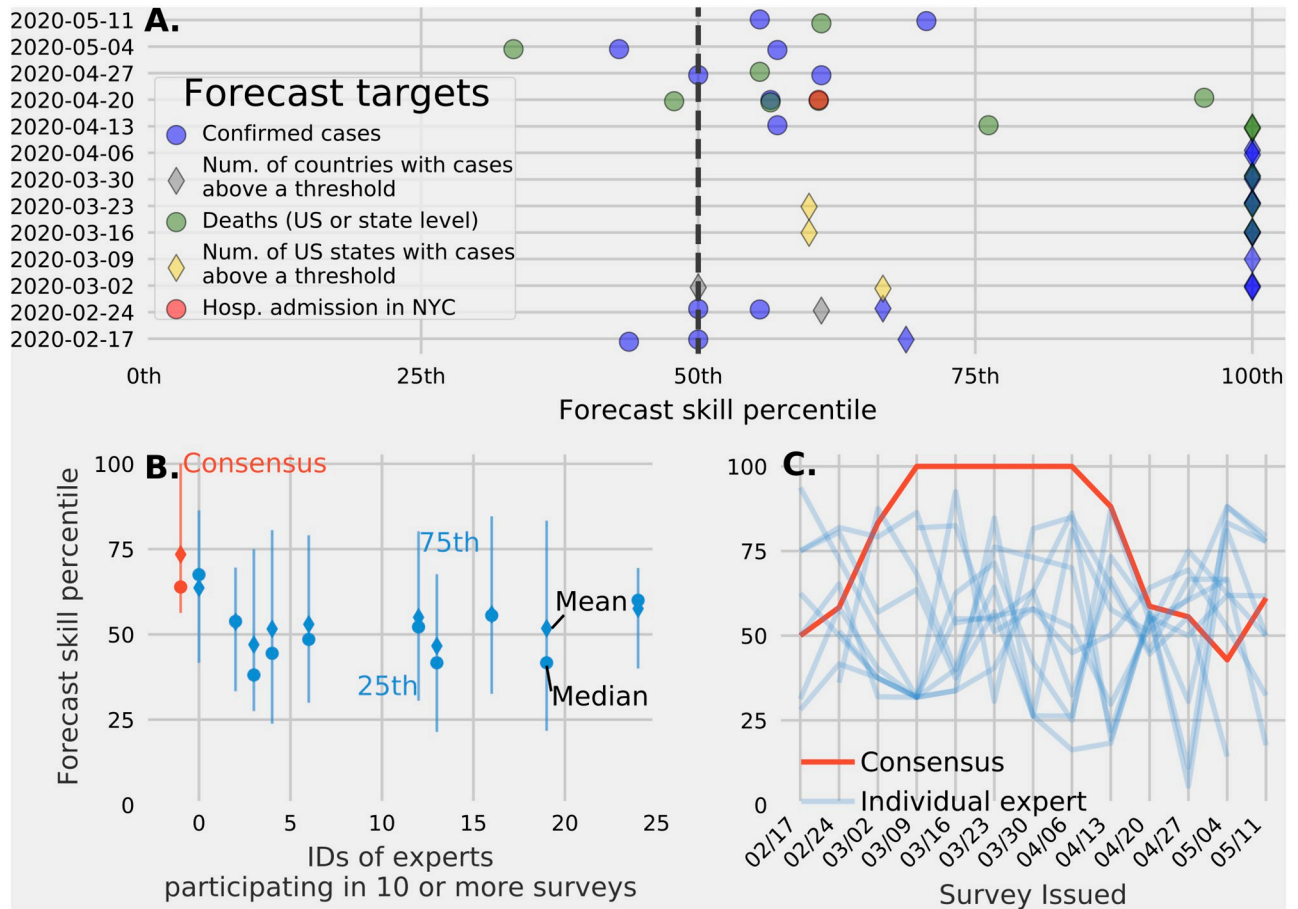 A.
2020-05-11
2020-05-04
2020-04-27
2020-04-20
2020-04-13
2020-04-06
2020-03-30
2020-03-23
2020-03-16
2020-03-09
2020-03-02
2020-02-24
2020-02-17
Forecast targets
Confirmed cases
Num. of countries with cases
above a threshold
Deaths (US or state level)
Num. of US states with cases
above a threshold
Hosp. admission in NYC
0th 25th 50th 75th 100th
Forecast skill percentile
B.
Consensus
Forecast skill percentile
100
75
50
25
0
75th
25th
Mean
Median
0 5 10 15 20 25
IDs of experts
participating in 10 or more surveys
C.
100
75
50
25
0
Consensus
Individual expert
02/17 02/24 03/02 03/09 03/16 03/23 03/30 04/06 04/13 04/20 04/27 05/04 05/11
Survey Issued